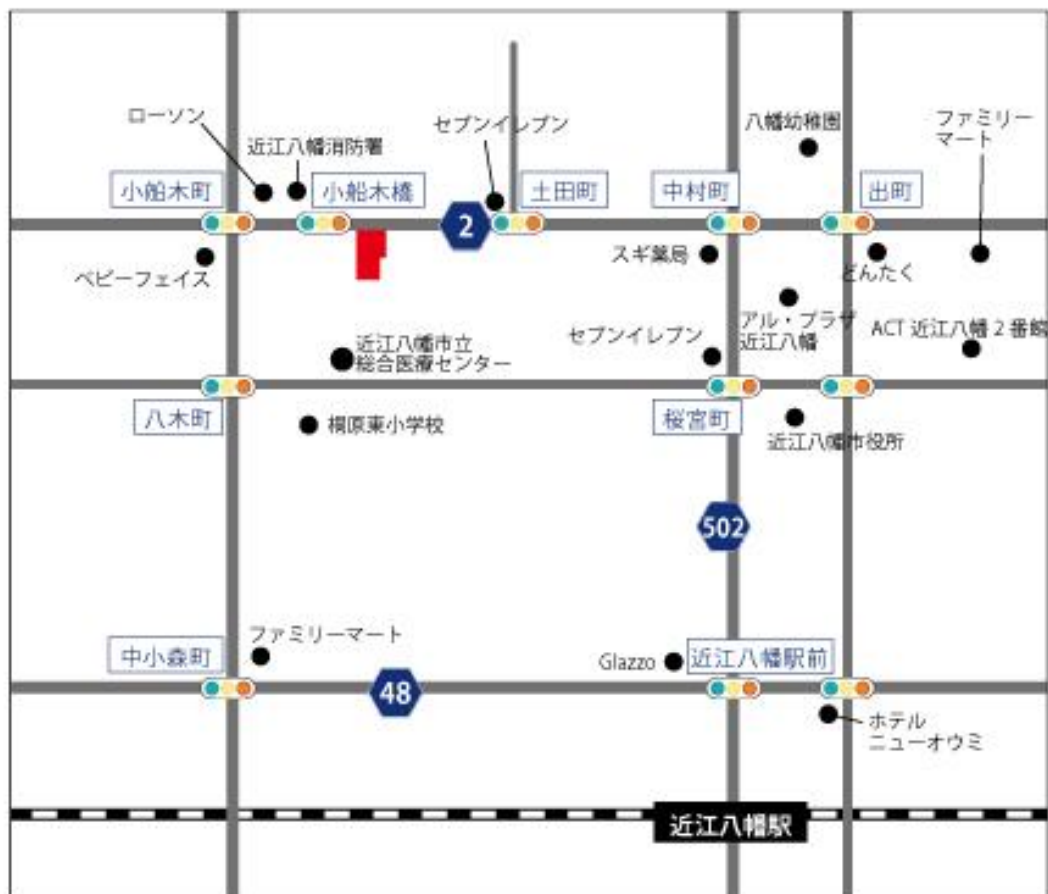 ローソン
近江八幡消防署
セブンイレブン
八幡幼稚園
ファミリー
マート
小船木町
小船木橋
土田町
中村町
出町
2
ベビーフェイス
スギ薬局
どんたく
アル・プラザ
近江八幡
ACT 近江八幡 2 番館
セブンイレブン
近江八幡市立
総合医療センター
八木町
桐原東小学校
桜宮町
近江八幡市役所
502
中小森町
ファミリーマート
Glazzo
近江八幡駅前
48
ホテル
ニューオウミ
近江八幡駅